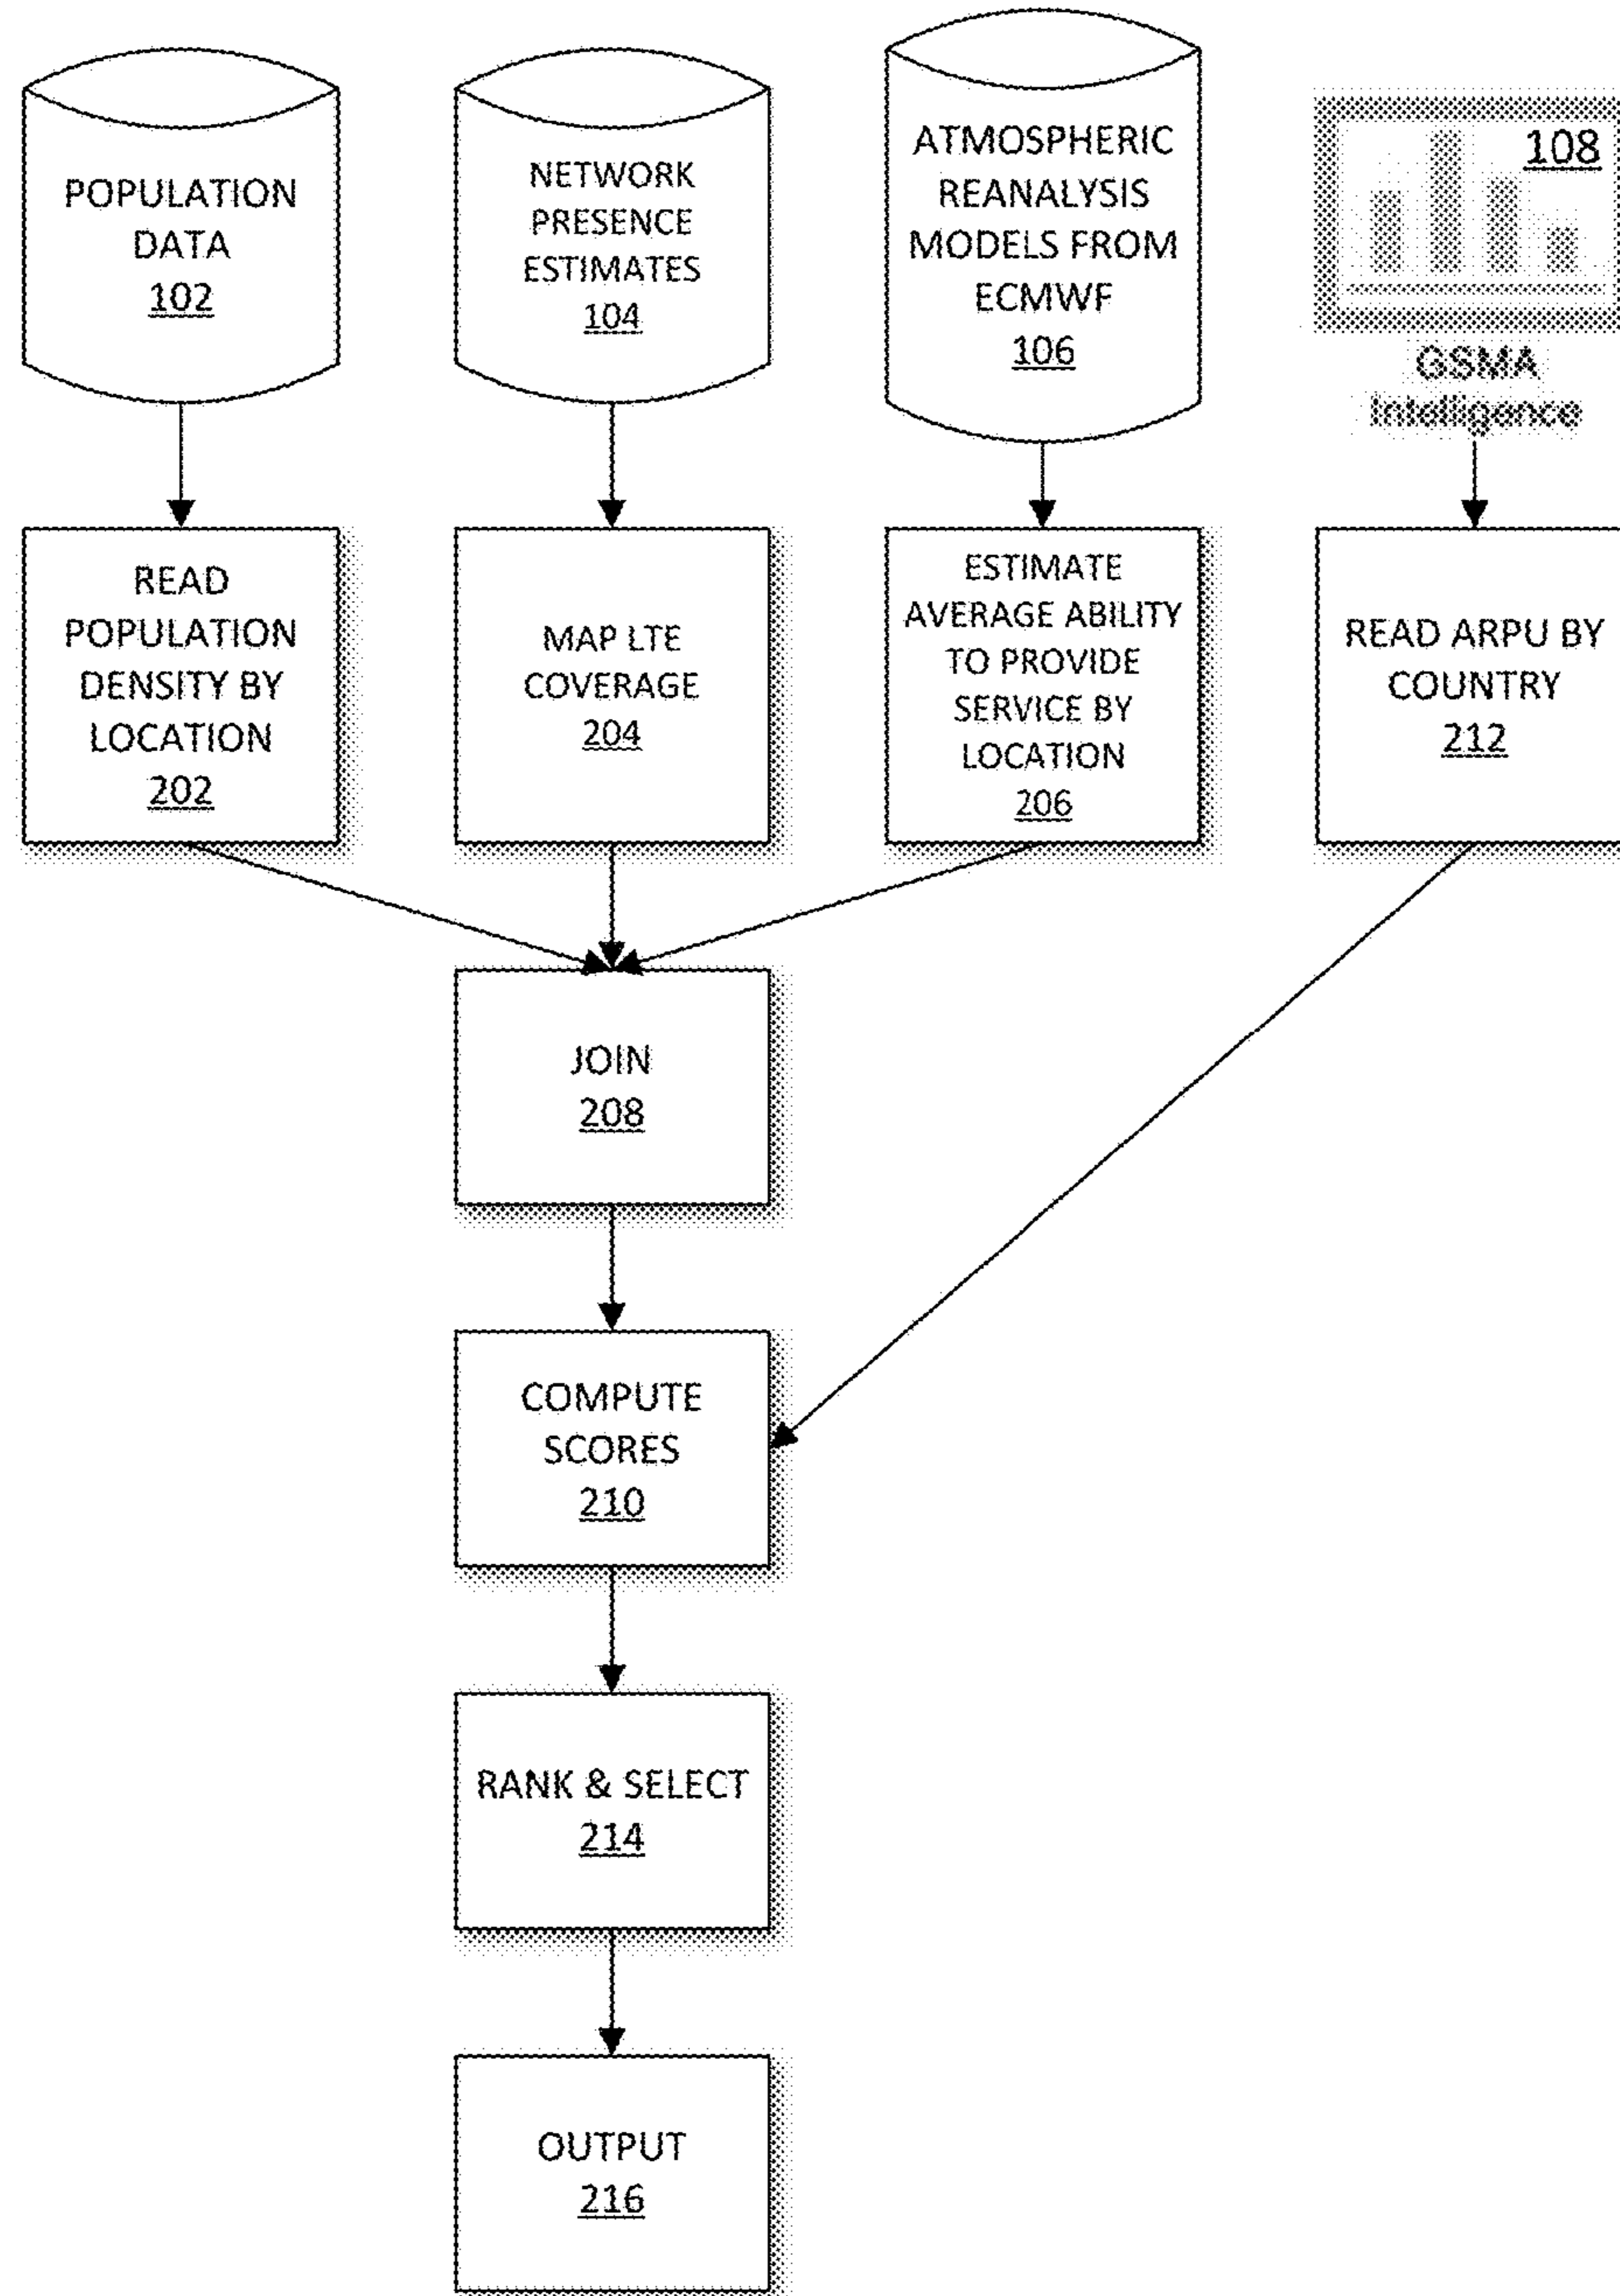 POPULATION
DATA
102
NETWORK
PRESENCE
ESTIMATES
104
ATMOSPHERIC
REANALYSIS
MODELS FROM
ECMWF
106
108
GSMA
Intelligence
READ
POPULATION
DENSITY BY
LOCATION
202
MAP LTE
COVERAGE
204
ESTIMATE
AVERAGE ABILITY
TO PROVIDE
SERVICE BY
LOCATION
206
READ ARPU BY
COUNTRY
212
JOIN
208
COMPUTE
SCORES
210
RANK & SELECT
214
OUTPUT
216